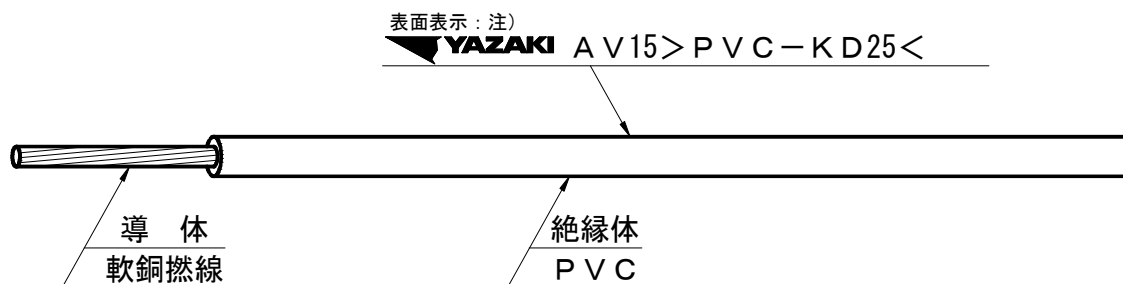 表面表示:注)
YAZAKI AV15>PVC-KD25<
導 体
軟銅撚線
絶縁体
PVC